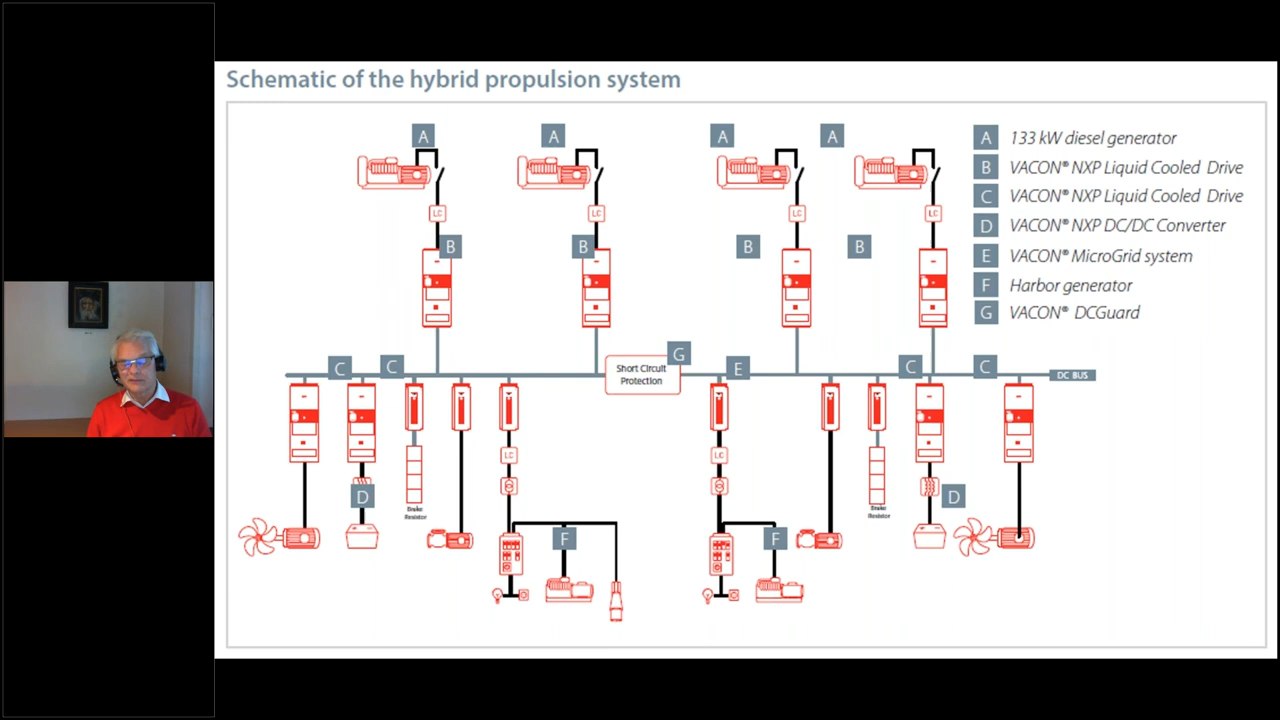 Schematic of the hybrid propulsion system
A
A
A
A
A 133 kW diesel generator
B VACON® NXP Liquid Cooled Drive
C VACON® NXP Liquid Cooled Drive
D VACON® NXP DC/DC Converter
E VACON® MicroGrid system
F Harbor generator
G VACON® DCGuard
LC
LC
LC
LC
B
B
B
B
C
C
Short Circuit
Protection
G
E
C
C
DC BUS
LC
LC
D
Brake
Resistor
Brake
Resistor
D
F
F